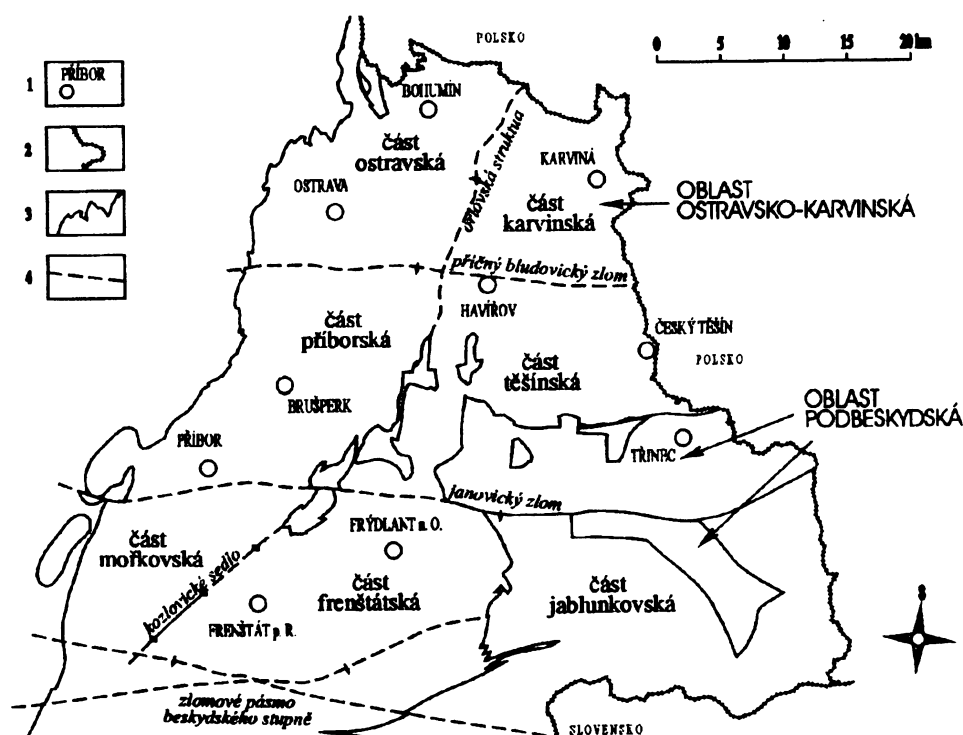 1
PŘÍBOR
2
3
4
POLSKO
0 5 10 15 20 km
BOHUMÍN
část
ostravská
OSTRAVA
orlovská struktua
KARVINÁ
část
karvinská
OBLAST
OSTRAVSKO-KARVINSKÁ
příčný bludovický zlom
HAVÍŘOV
část
příborská
ČESKÝ TĚŠÍN
POLSKO
část
těšínská
BRUŠPERK
OBLAST
PODBESKYDSKÁ
PŘÍBOR
TŘINEC
janovický zlom
FRÝDLANT n. O.
část
mořkovská
kozlovické sedlo
část
frenštátská
část
jablunkovská
FRENŠTÁT p. R.
S
zlomové pásmo
beskydského stupně
SLOVENSKO